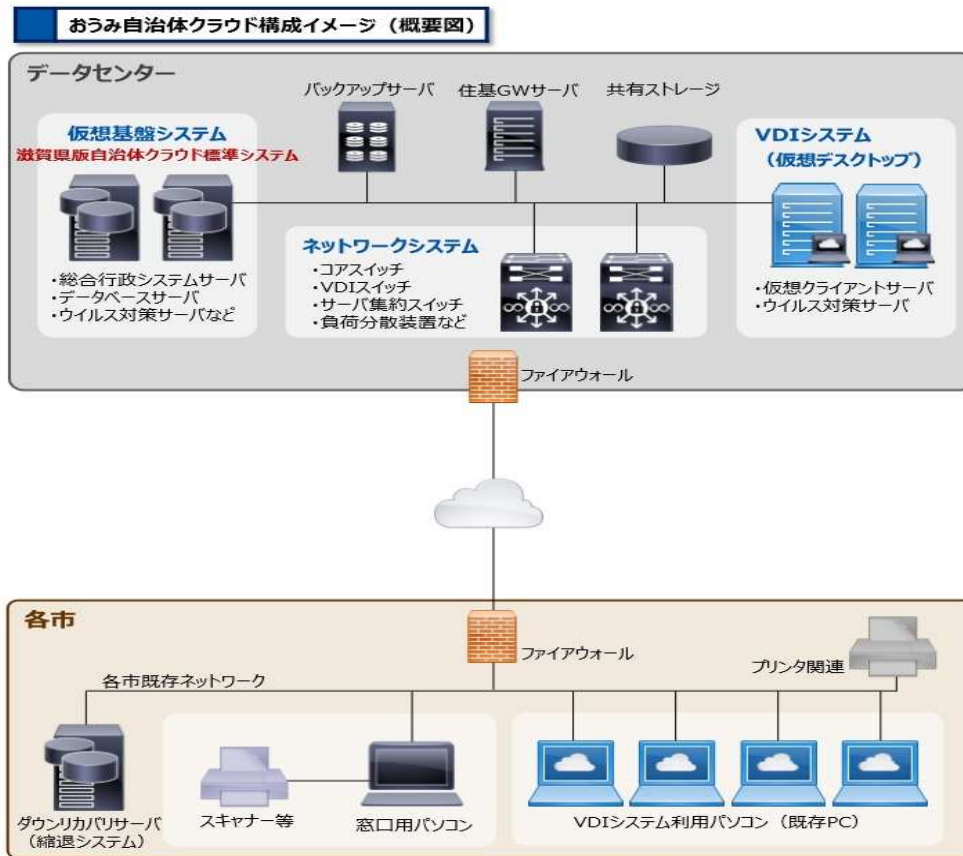 おうみ自治体クラウド構成イメージ（概要図）
データセンター
バックアップサーバ
住基GWサーバ
共有ストレージ
仮想基盤システム
滋賀県版自治体クラウド標準システム
・総合行政システムサーバ
・データベースサーバ
・ウイルス対策サーバなど
ネットワークシステム
・コアスイッチ
・VDIスイッチ
・サーバ集約スイッチ
・負荷分散装置など
VDIシステム
（仮想デスクトップ）
・仮想クライアントサーバ
・ウイルス対策サーバ
ファイアウォール
各市
ファイアウォール
プリンタ関連
各市既存ネットワーク
ダウンリカバリサーバ
（縮退システム）
スキャナー等
窓口用パソコン
VDIシステム利用パソコン（既存PC）